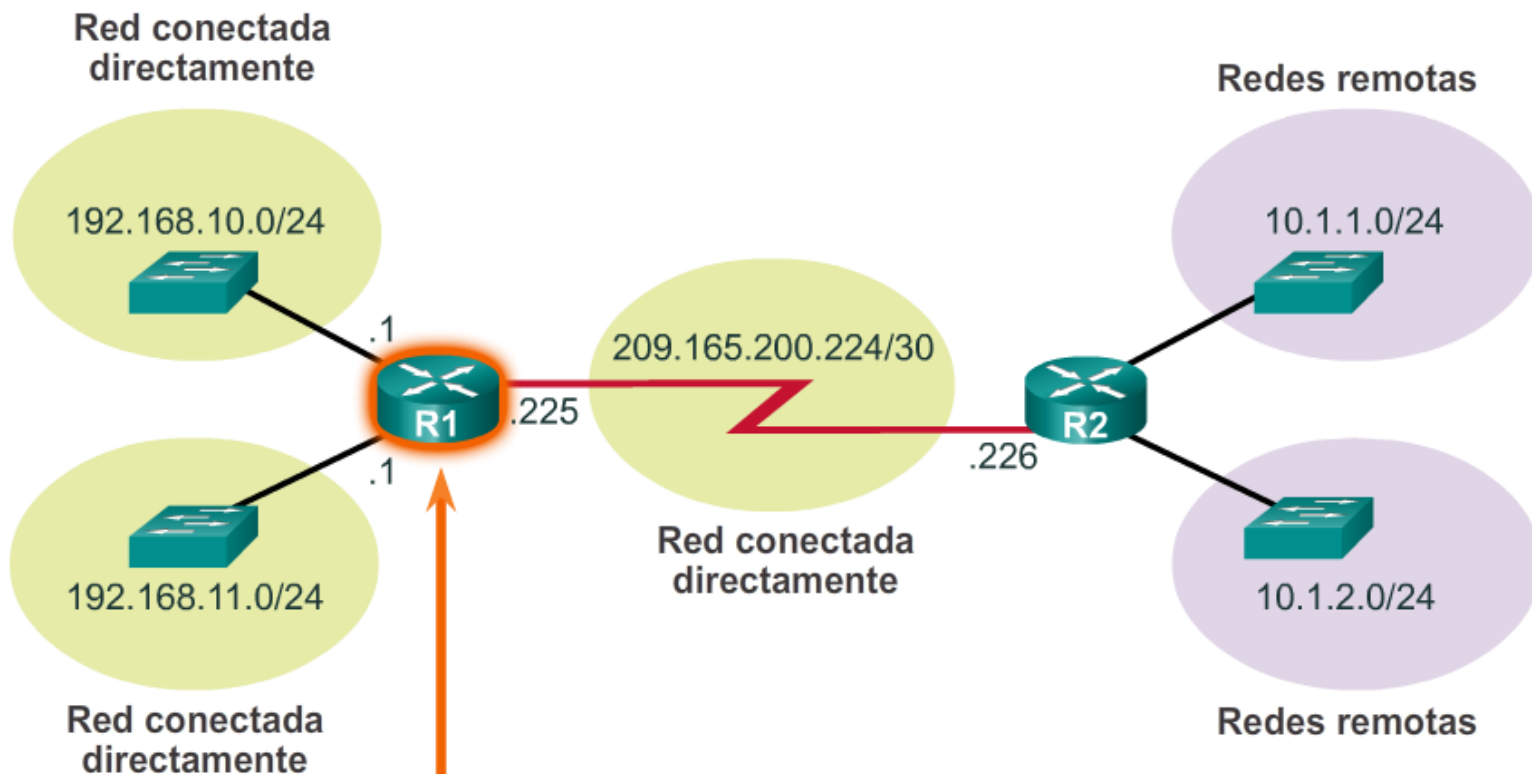 Red conectada
directamente
192.168.10.0/24
.1
R1
.225
.1
192.168.11.0/24
Red conectada
directamente
209.165.200.224/30
.226
Red conectada
directamente
R2
Redes remotas
10.1.1.0/24
10.1.2.0/24
Redes remotas